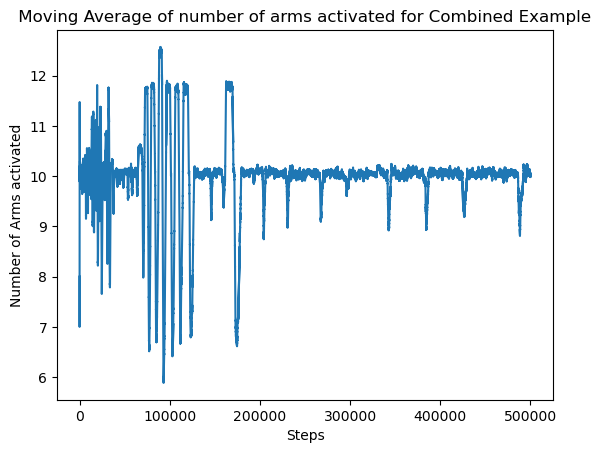 Moving Average of number of arms activated for Combined Example
12
11
10
9
8
7
6
Number of Arms activated
0 100000 200000 300000 400000 500000
Steps